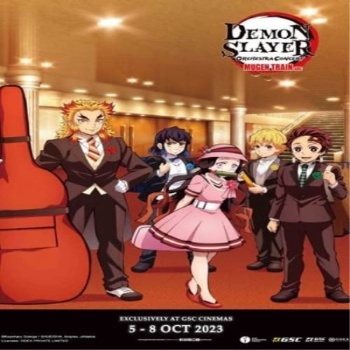 DEMON
SLAYER
ORCHESTRA CONCERT
MUGEN TRAIN
EXCLUSIVELY AT GSC CINEMAS
5 - 8 OCT 2023
GSC